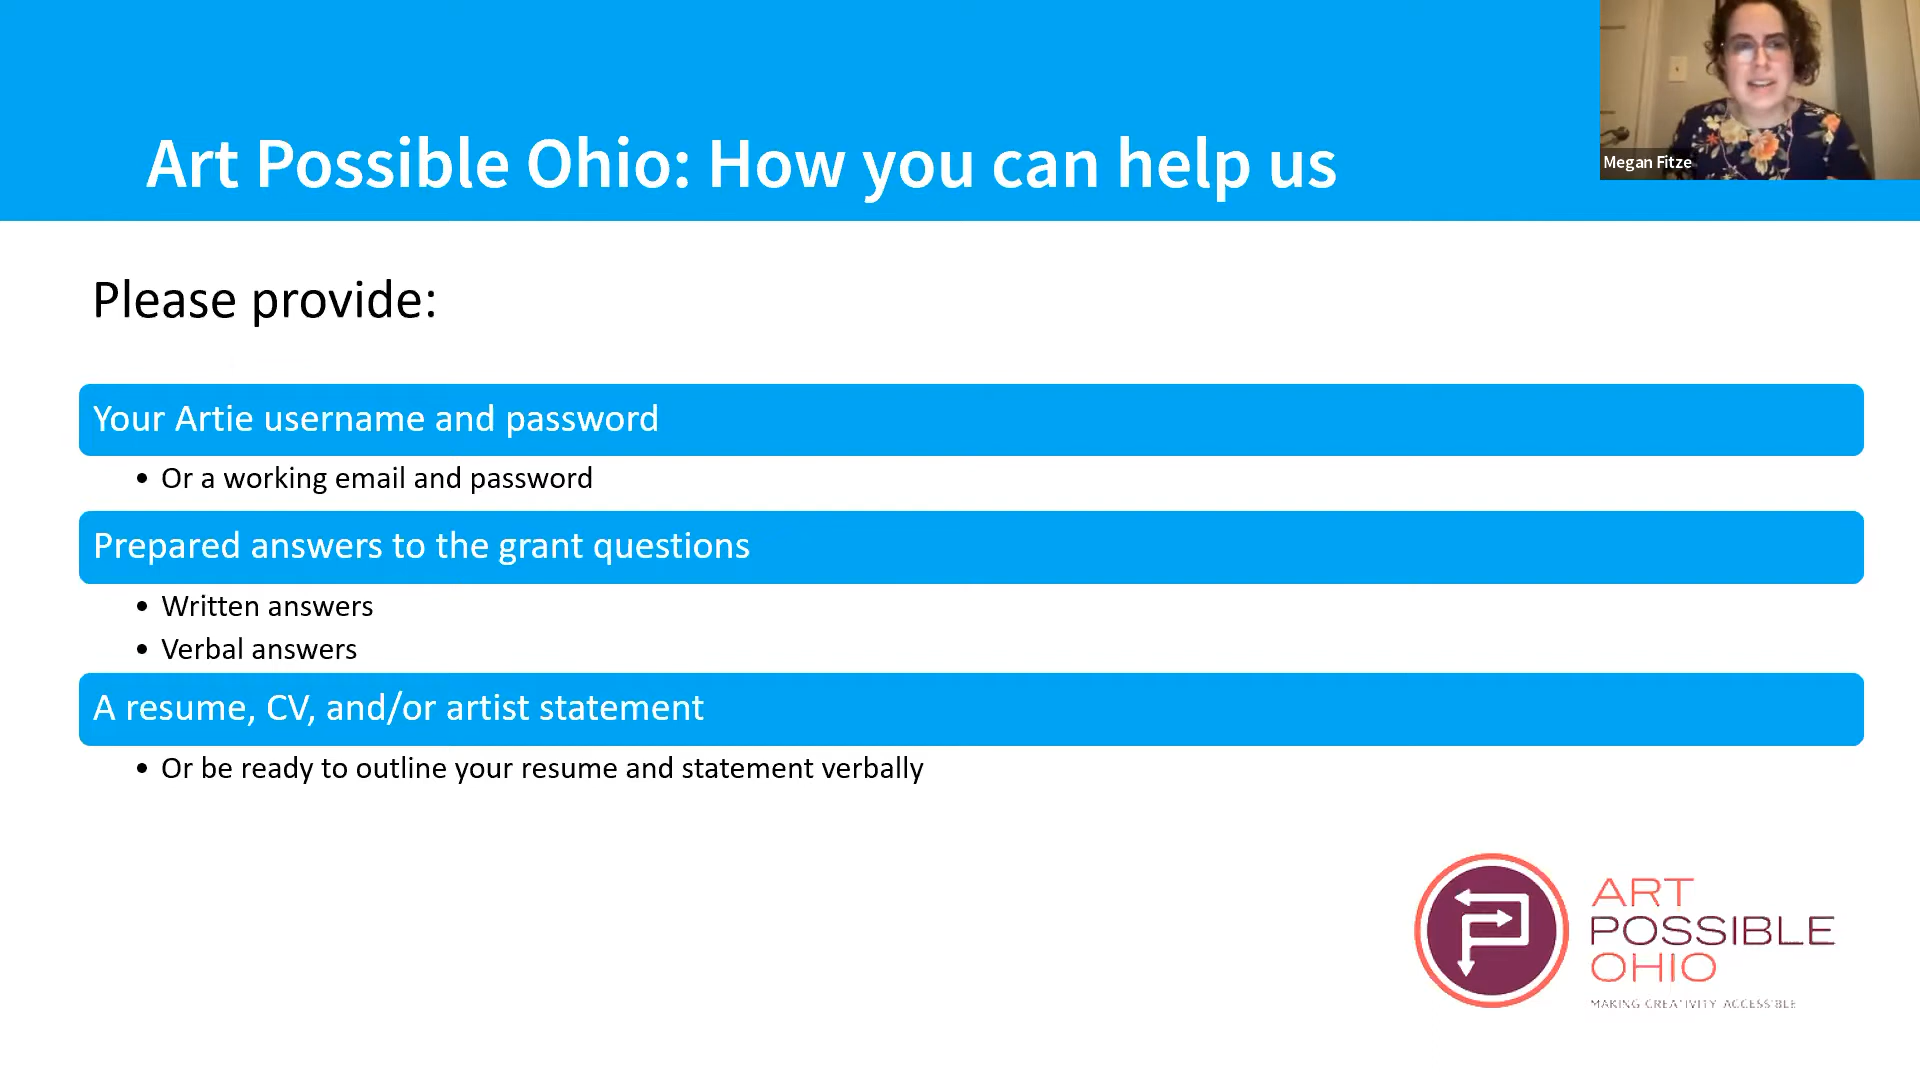 Art Possible Ohio: How you can help us
Megan Fitze
Please provide:
Your Artie username and password
• Or a working email and password
Prepared answers to the grant questions
• Written answers
• Verbal answers
A resume, CV, and/or artist statement
• Or be ready to outline your resume and statement verbally
ART
POSSIBLE
OHIO
MAKING CREATIVITY ACCESSIBLE